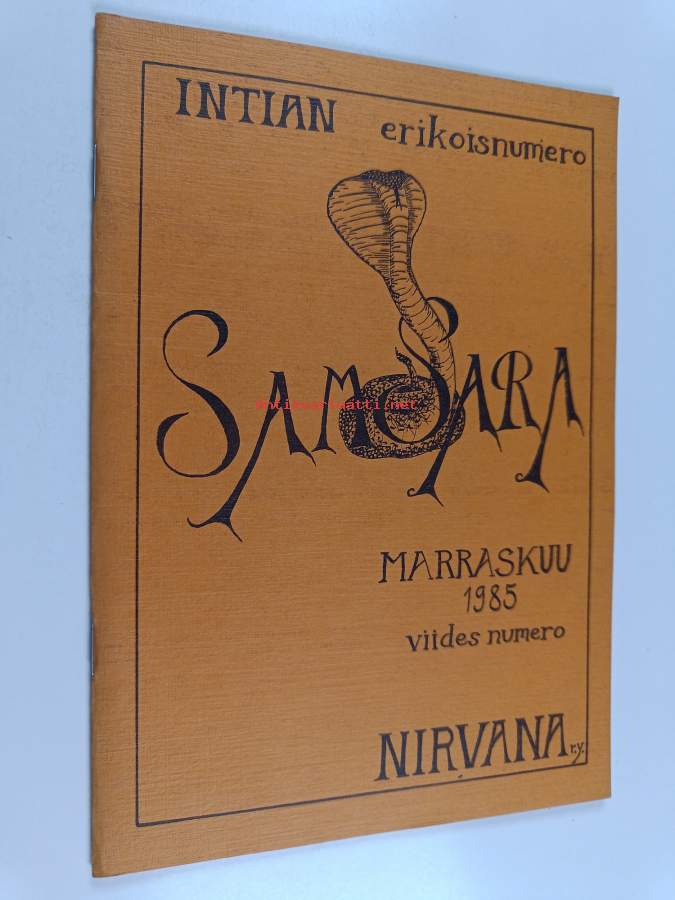 INTIAN erikoisnumero
SAMSARA
Antikvariaatti.net
MARRASKUU
1985
viides numero
NIRVANA r.y.